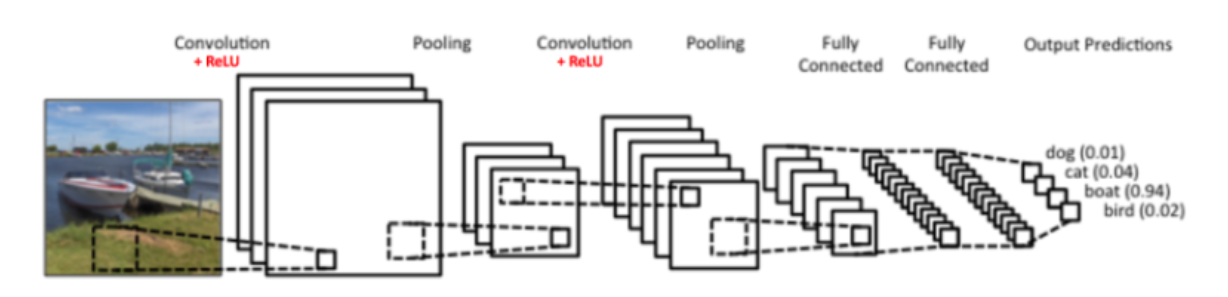 Convolution
+ ReLU
Pooling
Convolution
+ ReLU
Pooling
Fully
Connected
Fully
Connected
Output Predictions
dog (0.01)
cat (0.04)
boat (0.94)
bird (0.02)